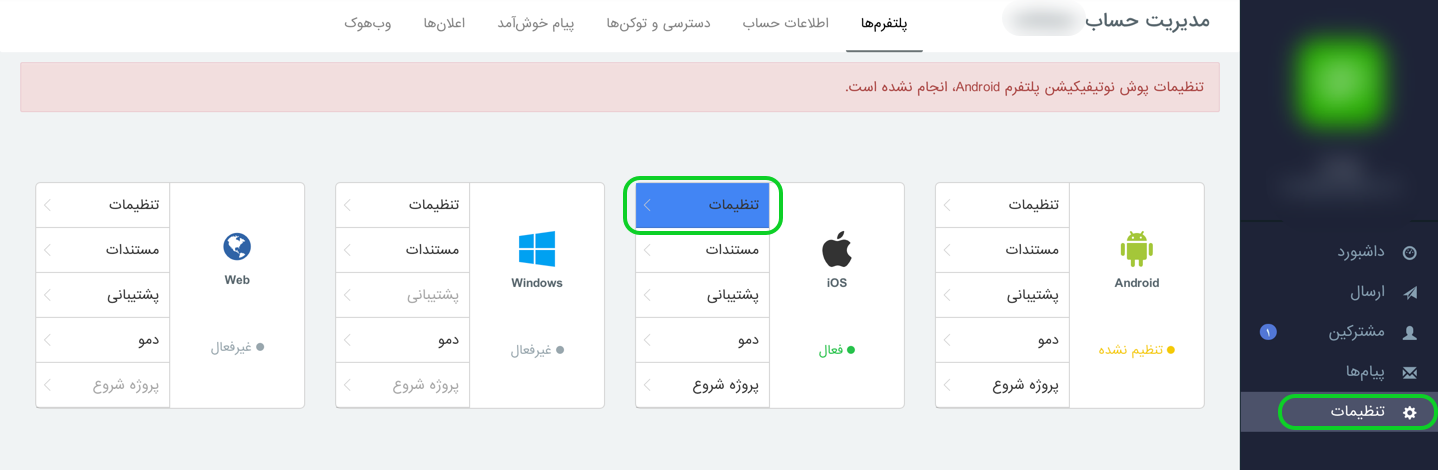 مدیریت حساب
پلتفرم‌ها
اطلاعات حساب
دسترسی و توکن‌ها
پیام خوش‌آمد
اعلان‌ها
وب‌هوک
تنظیمات پوش نوتیفیکیشن پلتفرم Android، انجام نشده است.
Android
تنظیم نشده
تنظیمات
مستندات
پشتیبانی
دمو
پروژه شروع
iOS
فعال
تنظیمات
مستندات
پشتیبانی
دمو
پروژه شروع
Windows
غیرفعال
تنظیمات
مستندات
پشتیبانی
دمو
پروژه شروع
Web
غیرفعال
تنظیمات
مستندات
پشتیبانی
دمو
پروژه شروع
داشبورد
ارسال
مشترکین ۱
پیام‌ها
تنظیمات